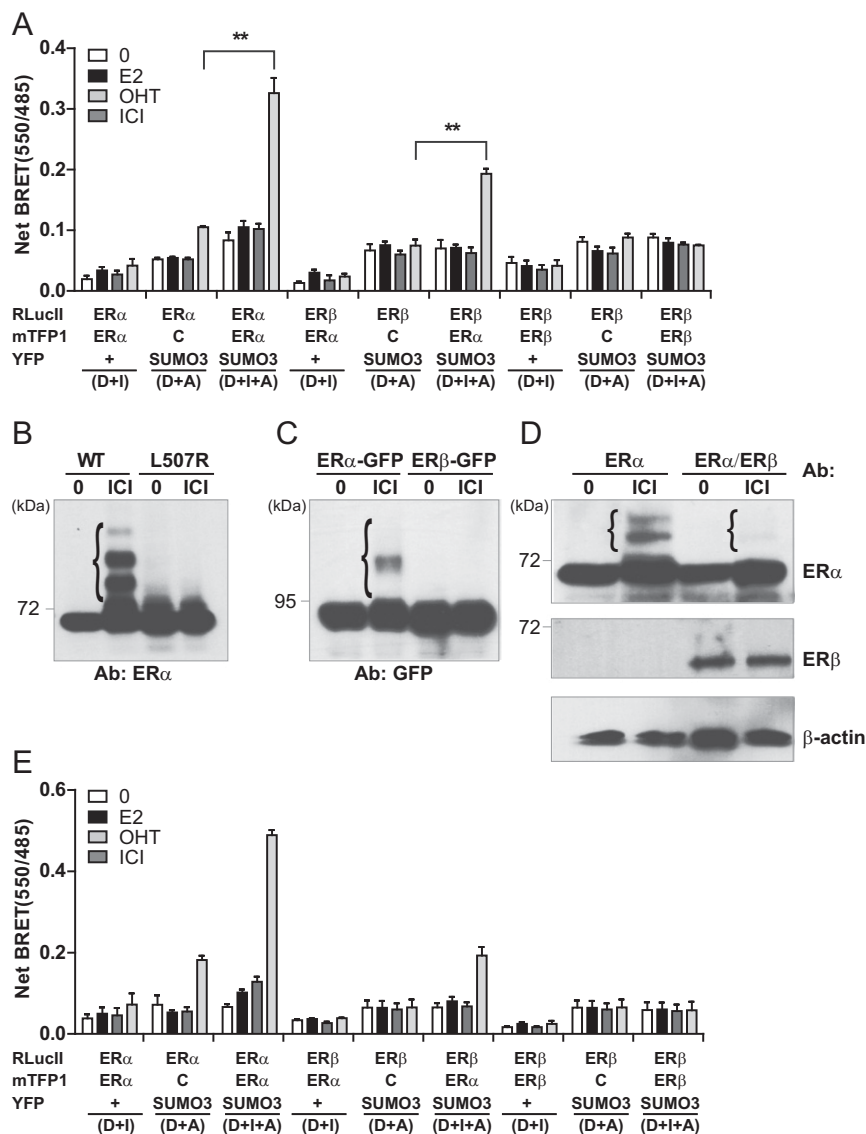 A
**
**
0
E2
OHT
ICI
Net BRET(550/485)
0.4
0.3
0.2
0.1
0.0
RLucII ERα ERα ERα ERβ ERβ ERβ ERβ ERβ ERβ
mTFP1 ERα C ERα ERα C ERα ERβ C ERβ
YFP + SUMO3 SUMO3 + SUMO3 SUMO3 + SUMO3 SUMO3
(D+I) (D+A) (D+I+A) (D+I) (D+A) (D+I+A) (D+I) (D+A) (D+I+A)
B
WT L507R
0 ICI 0 ICI
(kDa)
72
Ab: ERα
C
ERα-GFP ERβ-GFP
0 ICI 0 ICI
(kDa)
95
Ab: GFP
D
ERα ERα/ERβ Ab:
0 ICI 0 ICI
(kDa)
72
ERα
72
ERβ
β-actin
E
0
E2
OHT
ICI
Net BRET(550/485)
0.6
0.4
0.2
0.0
RLucII ERα ERα ERα ERβ ERβ ERβ ERβ ERβ ERβ
mTFP1 ERα C ERα ERα C ERα ERβ C ERβ
YFP + SUMO3 SUMO3 + SUMO3 SUMO3 + SUMO3 SUMO3
(D+I) (D+A) (D+I+A) (D+I) (D+A) (D+I+A) (D+I) (D+A) (D+I+A)